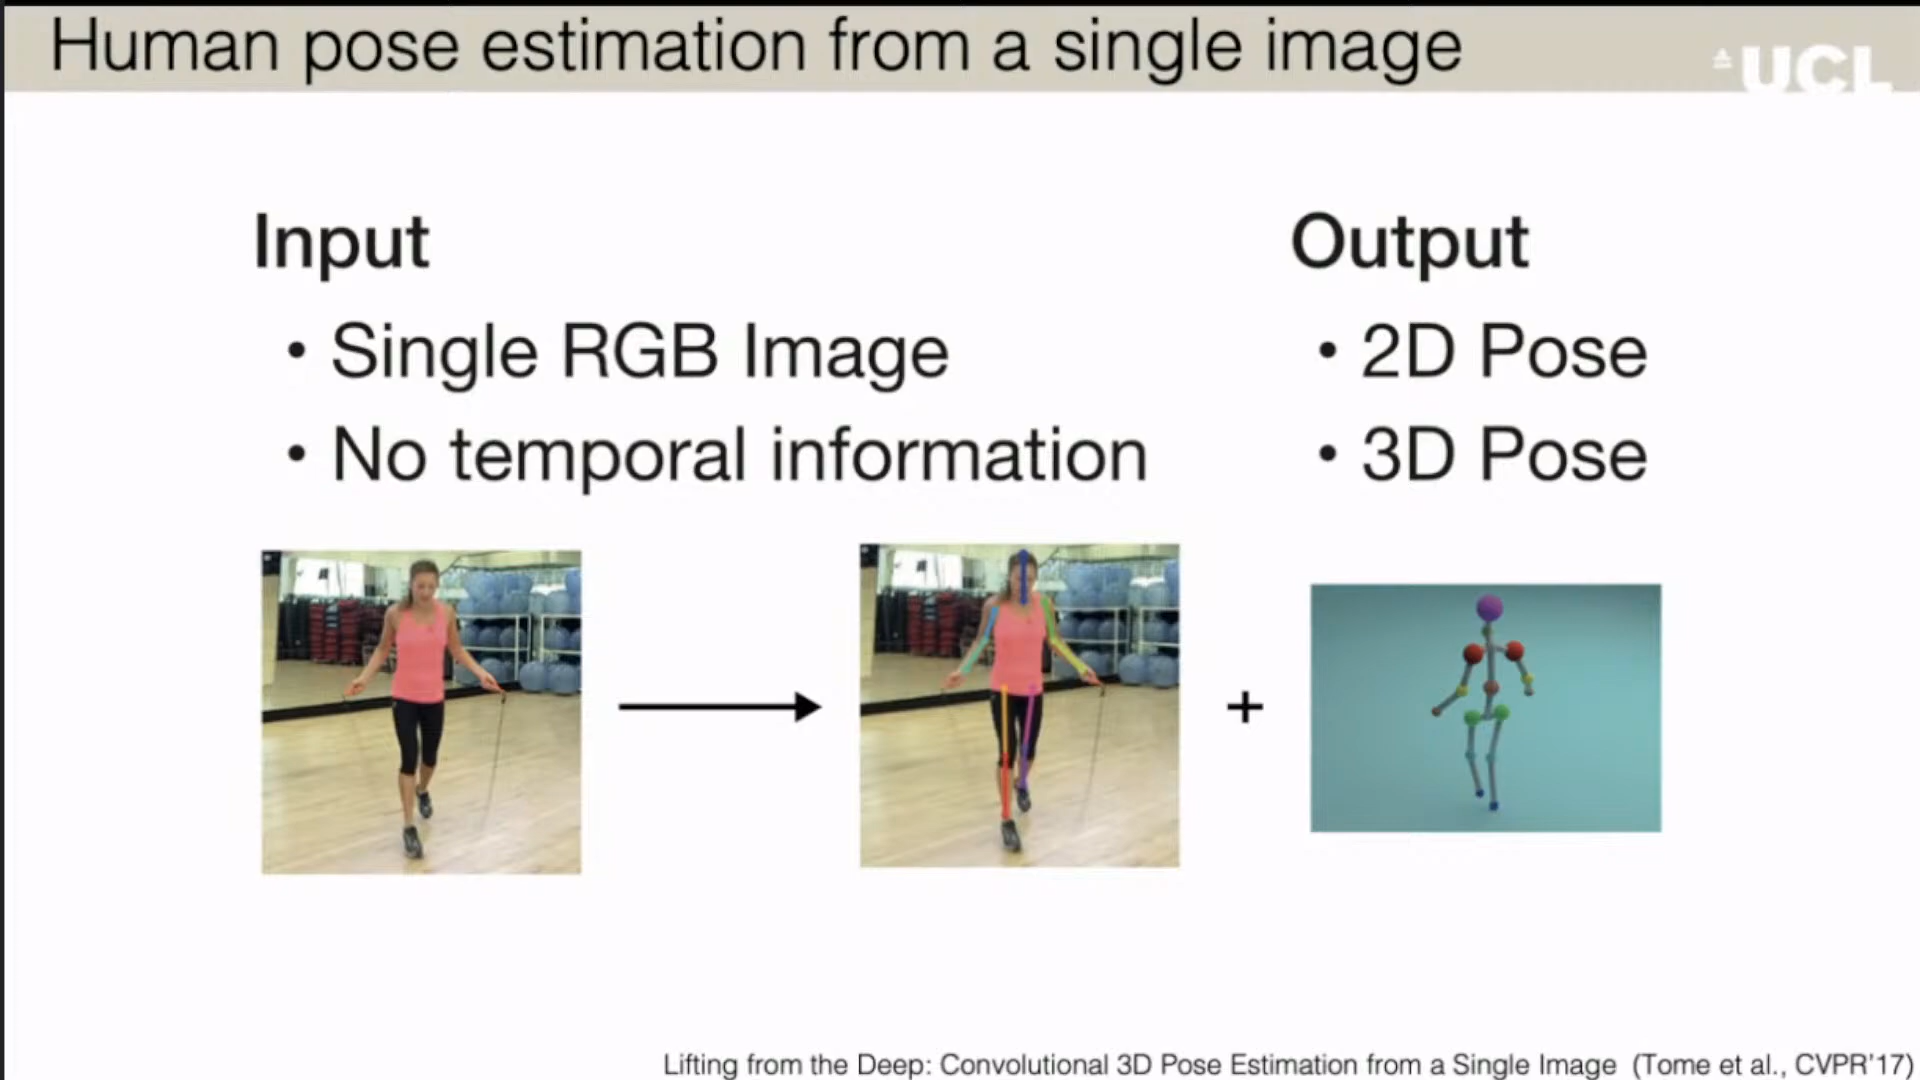 Human pose estimation from a single image
UCL
Input
• Single RGB Image
• No temporal information
Output
• 2D Pose
• 3D Pose
+
Lifting from the Deep: Convolutional 3D Pose Estimation from a Single Image (Tome et al., CVPR'17)